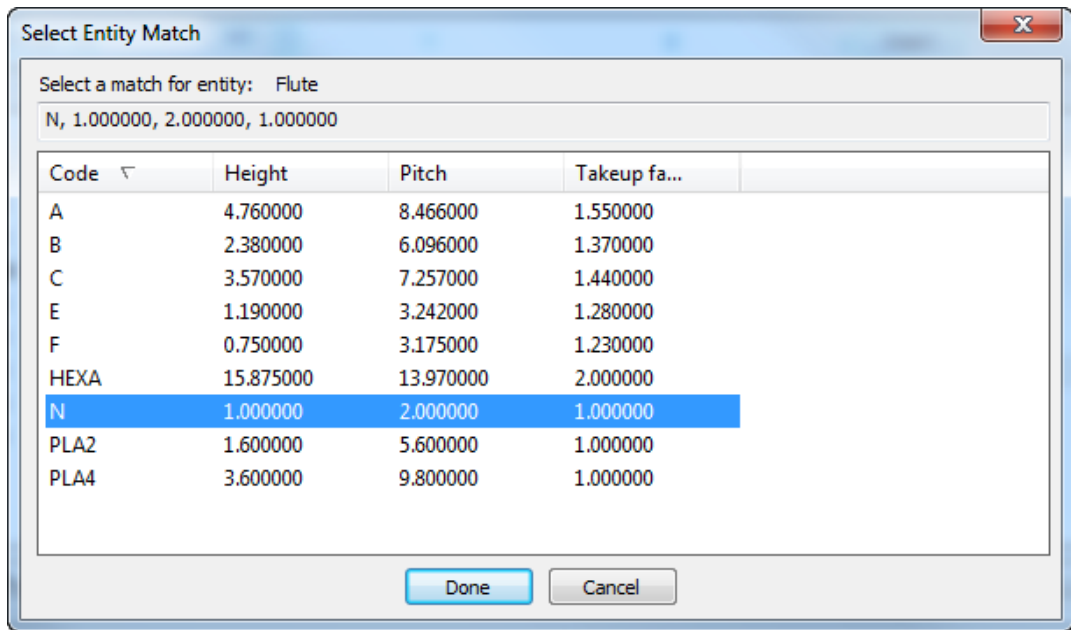 Select Entity Match
Select a match for entity: Flute
N, 1.000000, 2.000000, 1.000000
Code Height Pitch Takeup fa...
A 4.760000 8.466000 1.550000
B 2.380000 6.096000 1.370000
C 3.570000 7.257000 1.440000
E 1.190000 3.242000 1.280000
F 0.750000 3.175000 1.230000
HEXA 15.875000 13.970000 2.000000
N 1.000000 2.000000 1.000000
PLA2 1.600000 5.600000 1.000000
PLA4 3.600000 9.800000 1.000000
Done Cancel